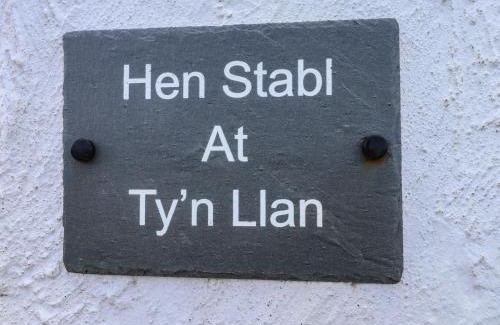 Hen Stabl
At
Ty’n Llan